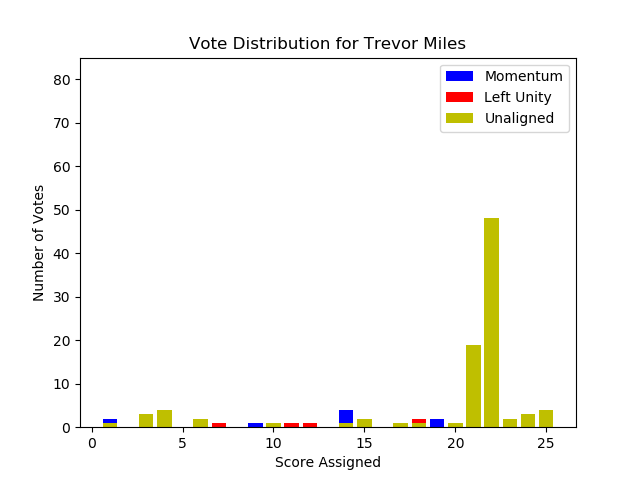 Vote Distribution for Trevor Miles
Momentum
Left Unity
Unaligned
Number of Votes
80
70
60
50
40
30
20
10
0
0 5 10 15 20 25
Score Assigned